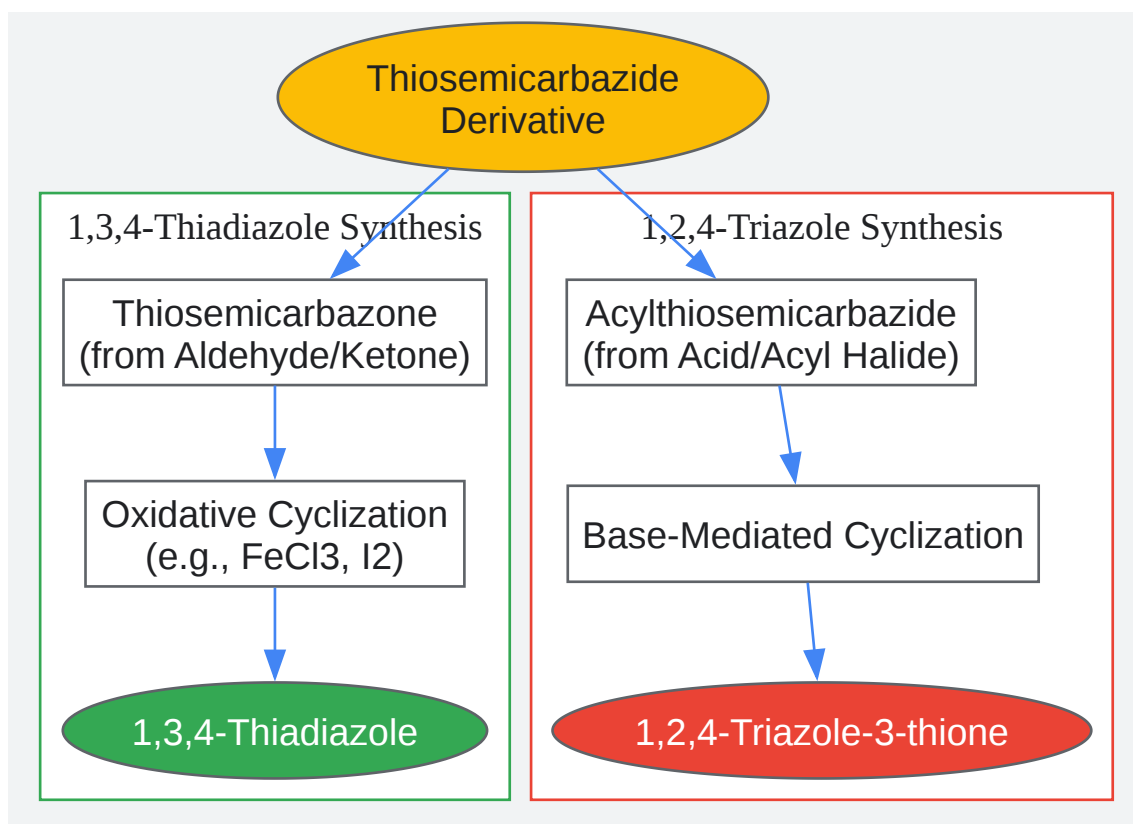 Thiosemicarbazide
Derivative
1,3,4-Thiadiazole Synthesis
Thiosemicarbazone
(from Aldehyde/Ketone)
Oxidative Cyclization
(e.g., FeCl3, I2)
1,3,4-Thiadiazole
1,2,4-Triazole Synthesis
Acylthiosemicarbazide
(from Acid/Acyl Halide)
Base-Mediated Cyclization
1,2,4-Triazole-3-thione